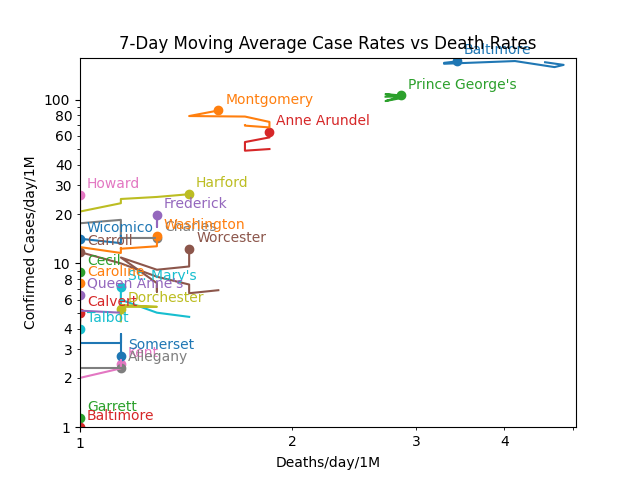 7-Day Moving Average Case Rates vs Death Rates
Baltimore
Prince George's
Montgomery
Anne Arundel
Howard
Harford
Frederick
Wicomico
Charles
Washington
Carroll
Worcester
Cecil
Caroline
St. Mary's
Queen Anne's
Dorchester
Calvert
Talbot
Somerset
Kent
Allegany
Garrett
Baltimore
100
80
60
40
30
20
10
8
6
4
3
2
1
Confirmed Cases/day/1M
1
2
3
4
Deaths/day/1M